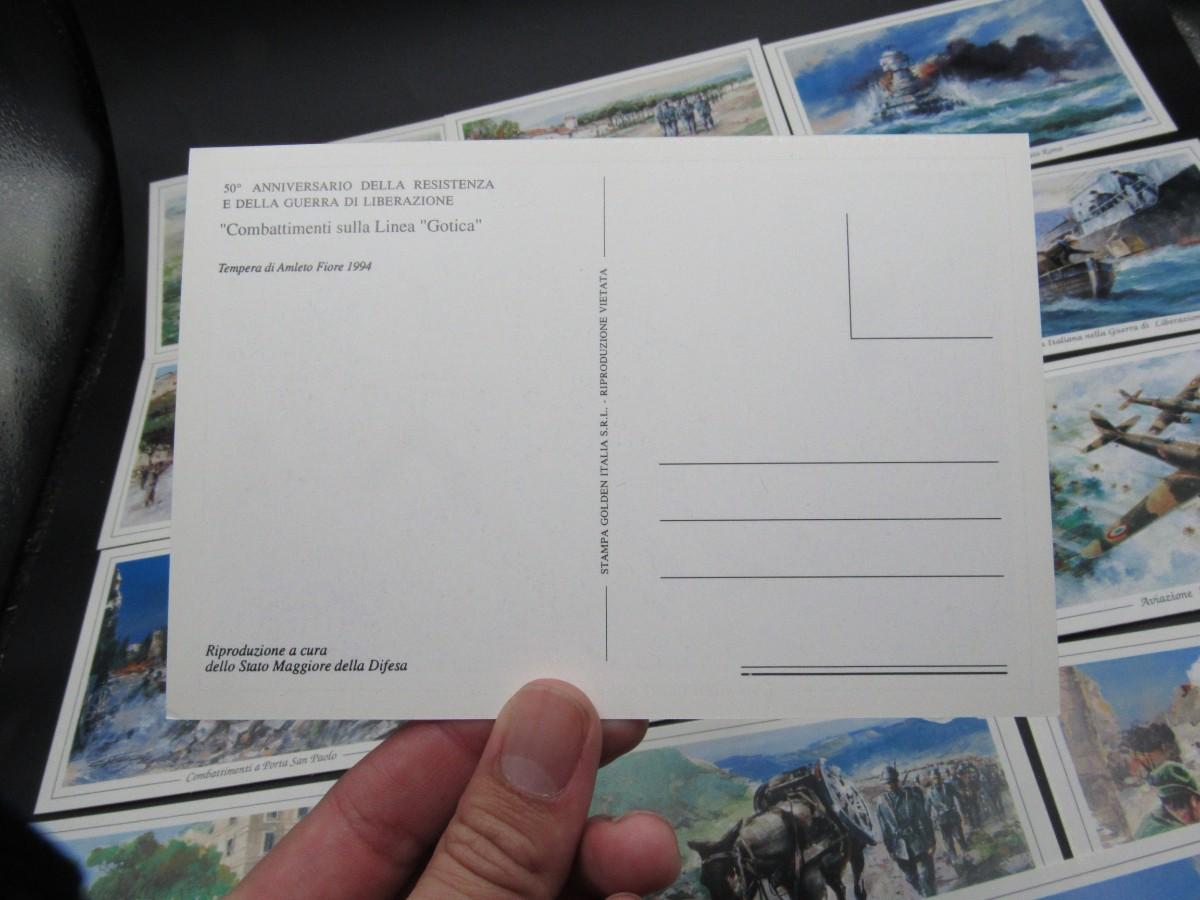 50° ANNIVERSARIO DELLA RESISTENZA
E DELLA GUERRA DI LIBERAZIONE
"Combattimenti sulla Linea "Gotica"
Tempera di Amleto Fiore 1994
STAMPA GOLDEN ITALIA S.R.L. - RIPRODUZIONE VIETATA
Riproduzione a cura
dello Stato Maggiore della Difesa
Roma
Italiana nella Guerra di Liberazion
Aviazione
Combattimenti a Porta San Paolo